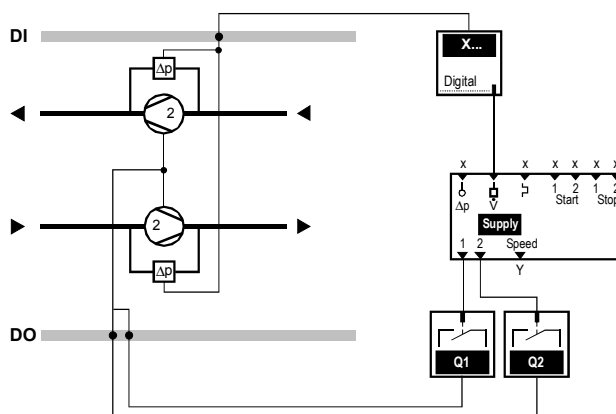 DI
X...
Δp
Digital
2
x x x x x x
1 2 1 2
Δp V Start Stop
2
Supply
1 2 Speed
Δp
Y
DO
Q1 Q2